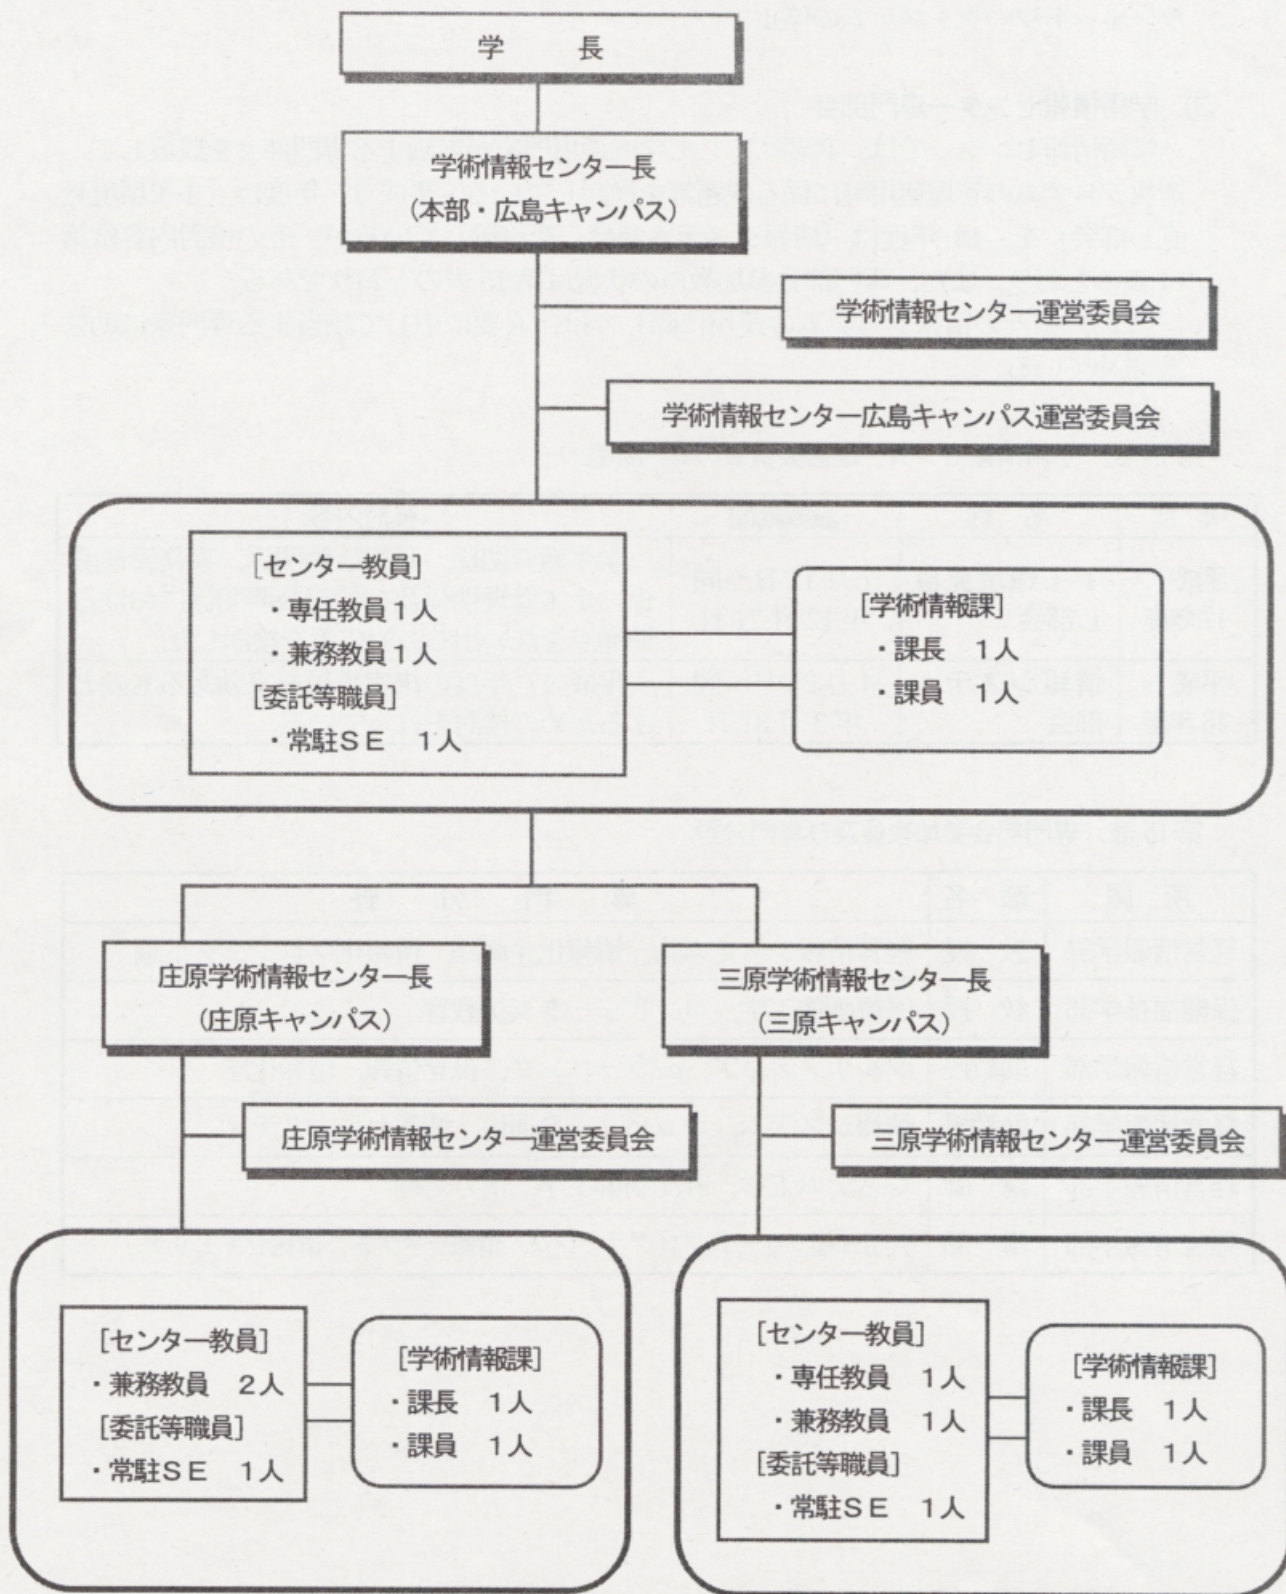 学　　長
学術情報センター長
（本部・広島キャンパス）
学術情報センター運営委員会
学術情報センター広島キャンパス運営委員会
［センター教員］
・専任教員１人
・兼務教員１人
［委託等職員］
・常駐ＳＥ　１人
［学術情報課］
・課長　１人
・課員　１人
庄原学術情報センター長
（庄原キャンパス）
三原学術情報センター長
（三原キャンパス）
庄原学術情報センター運営委員会
三原学術情報センター運営委員会
［センター教員］
・兼務教員　２人
［委託等職員］
・常駐ＳＥ　１人
［学術情報課］
・課長　１人
・課員　１人
［センター教員］
・専任教員　１人
・兼務教員　１人
［委託等職員］
・常駐ＳＥ　１人
［学術情報課］
・課長　１人
・課員　１人